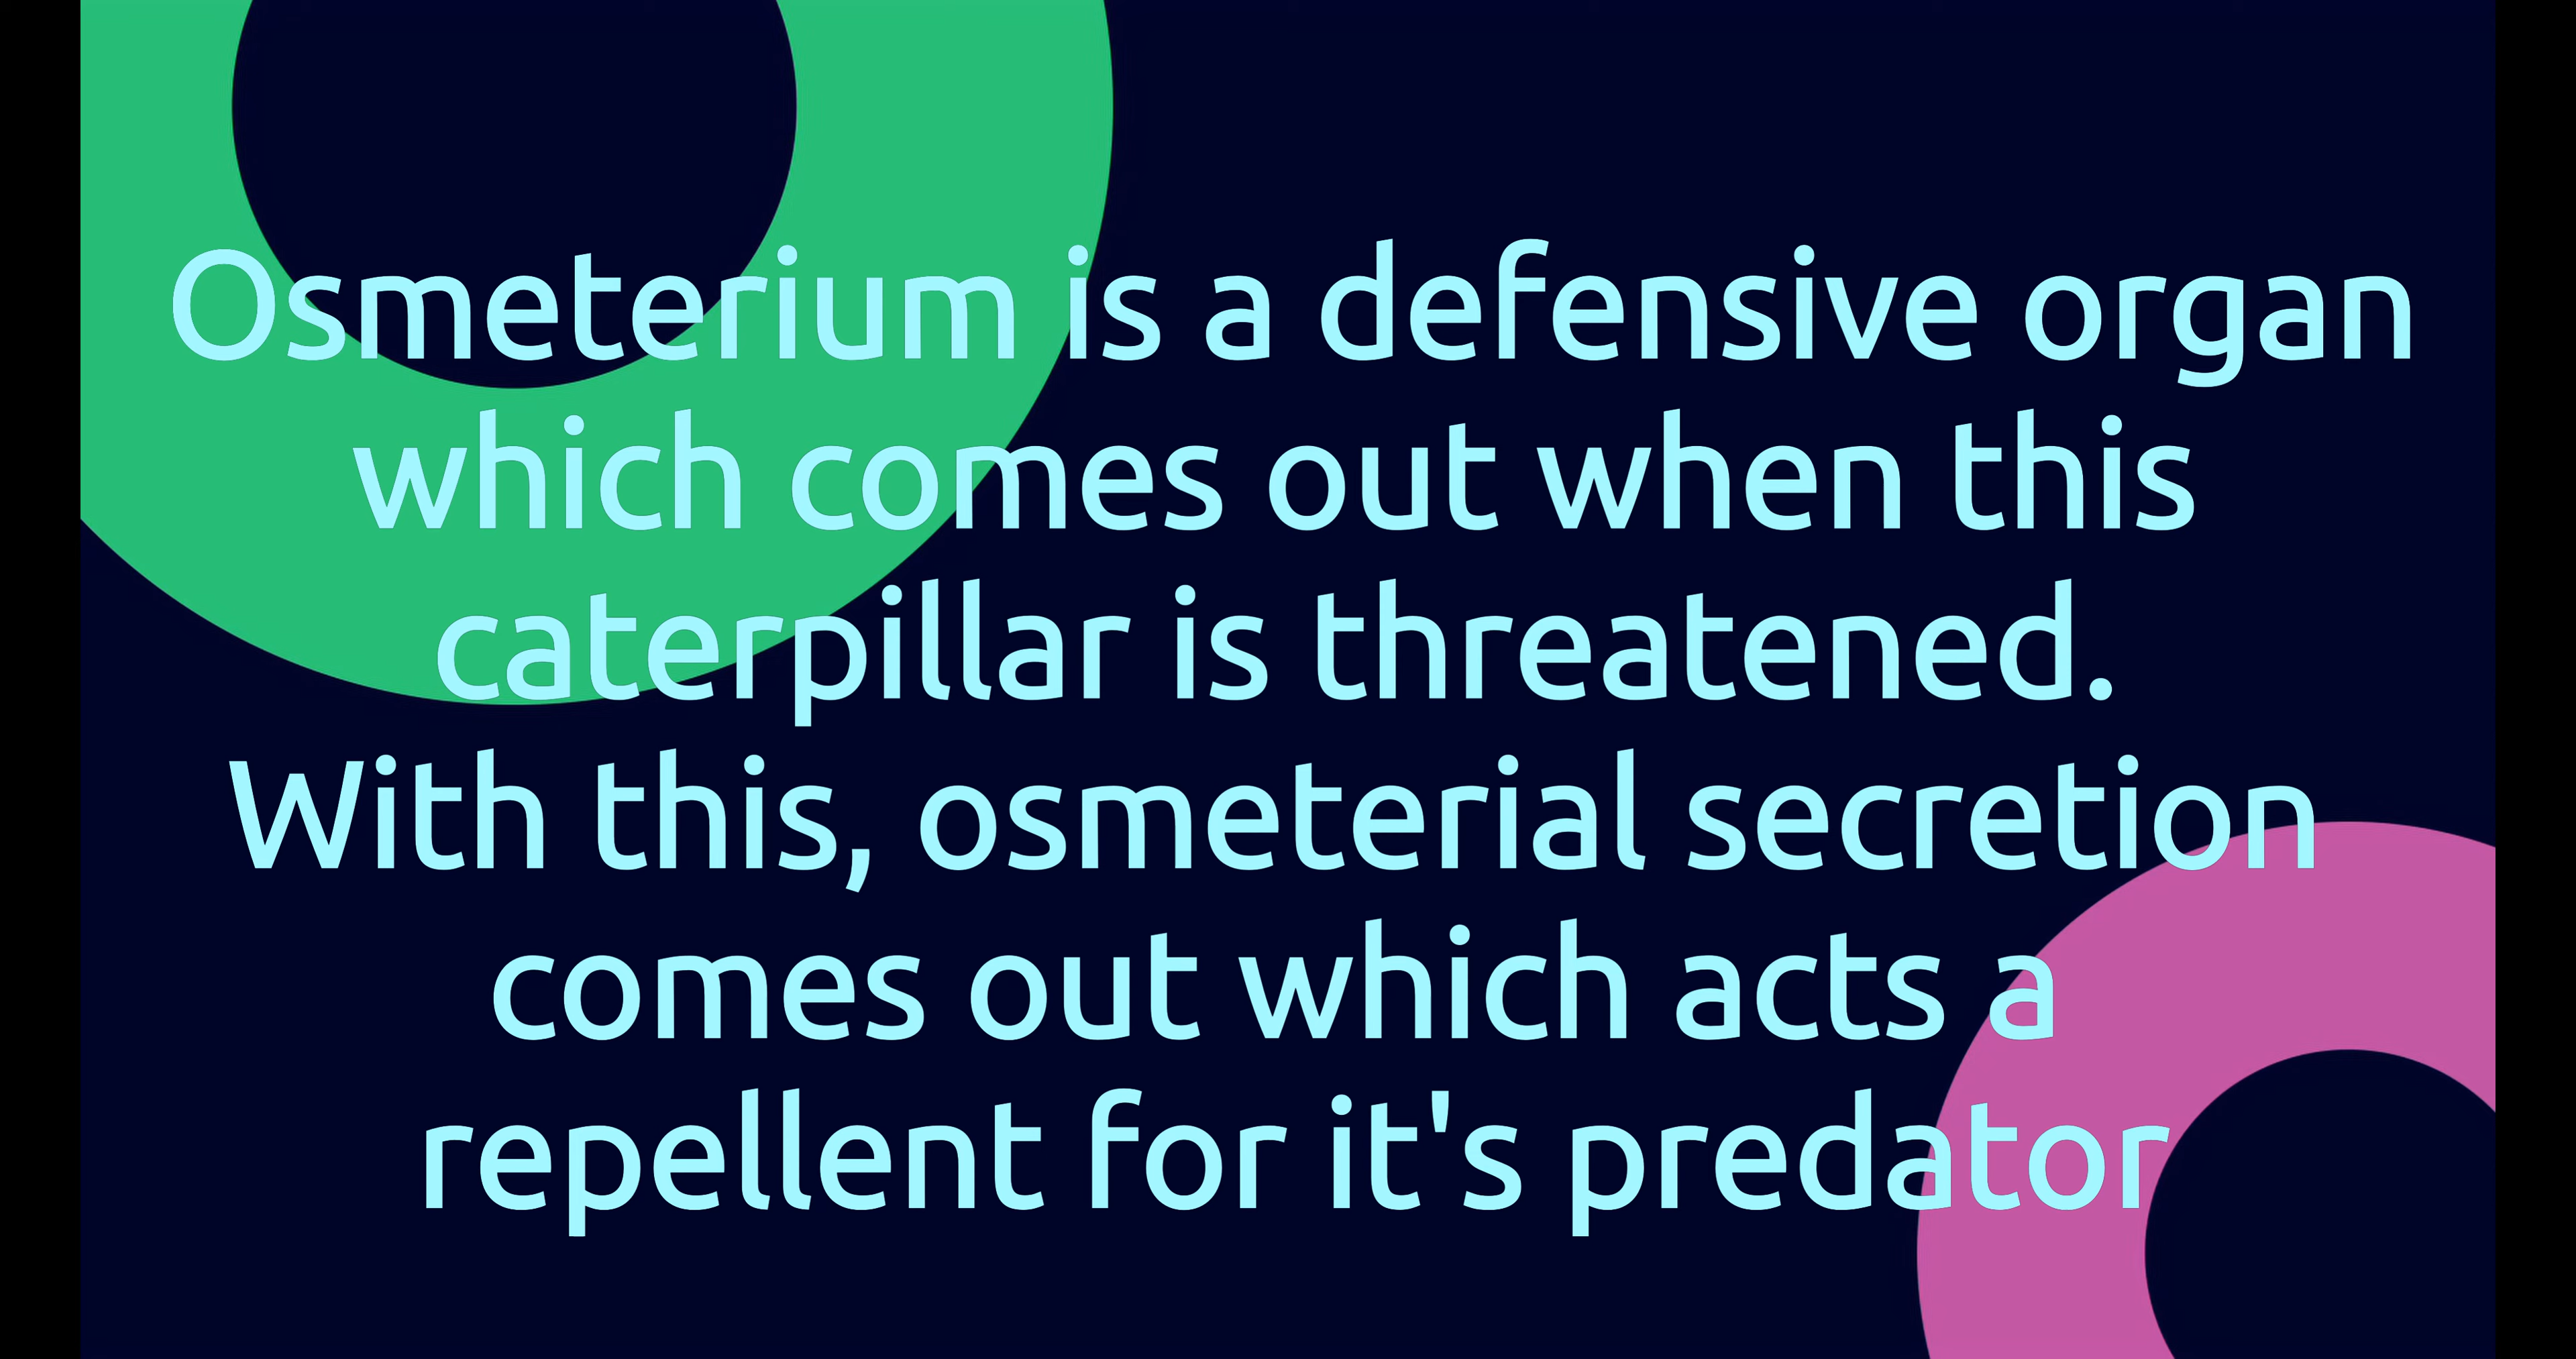 Osmeterium is a defensive organ
which comes out when this
caterpillar is threatened.
With this, osmeterial secretion
comes out which acts a
repellent for it's predator